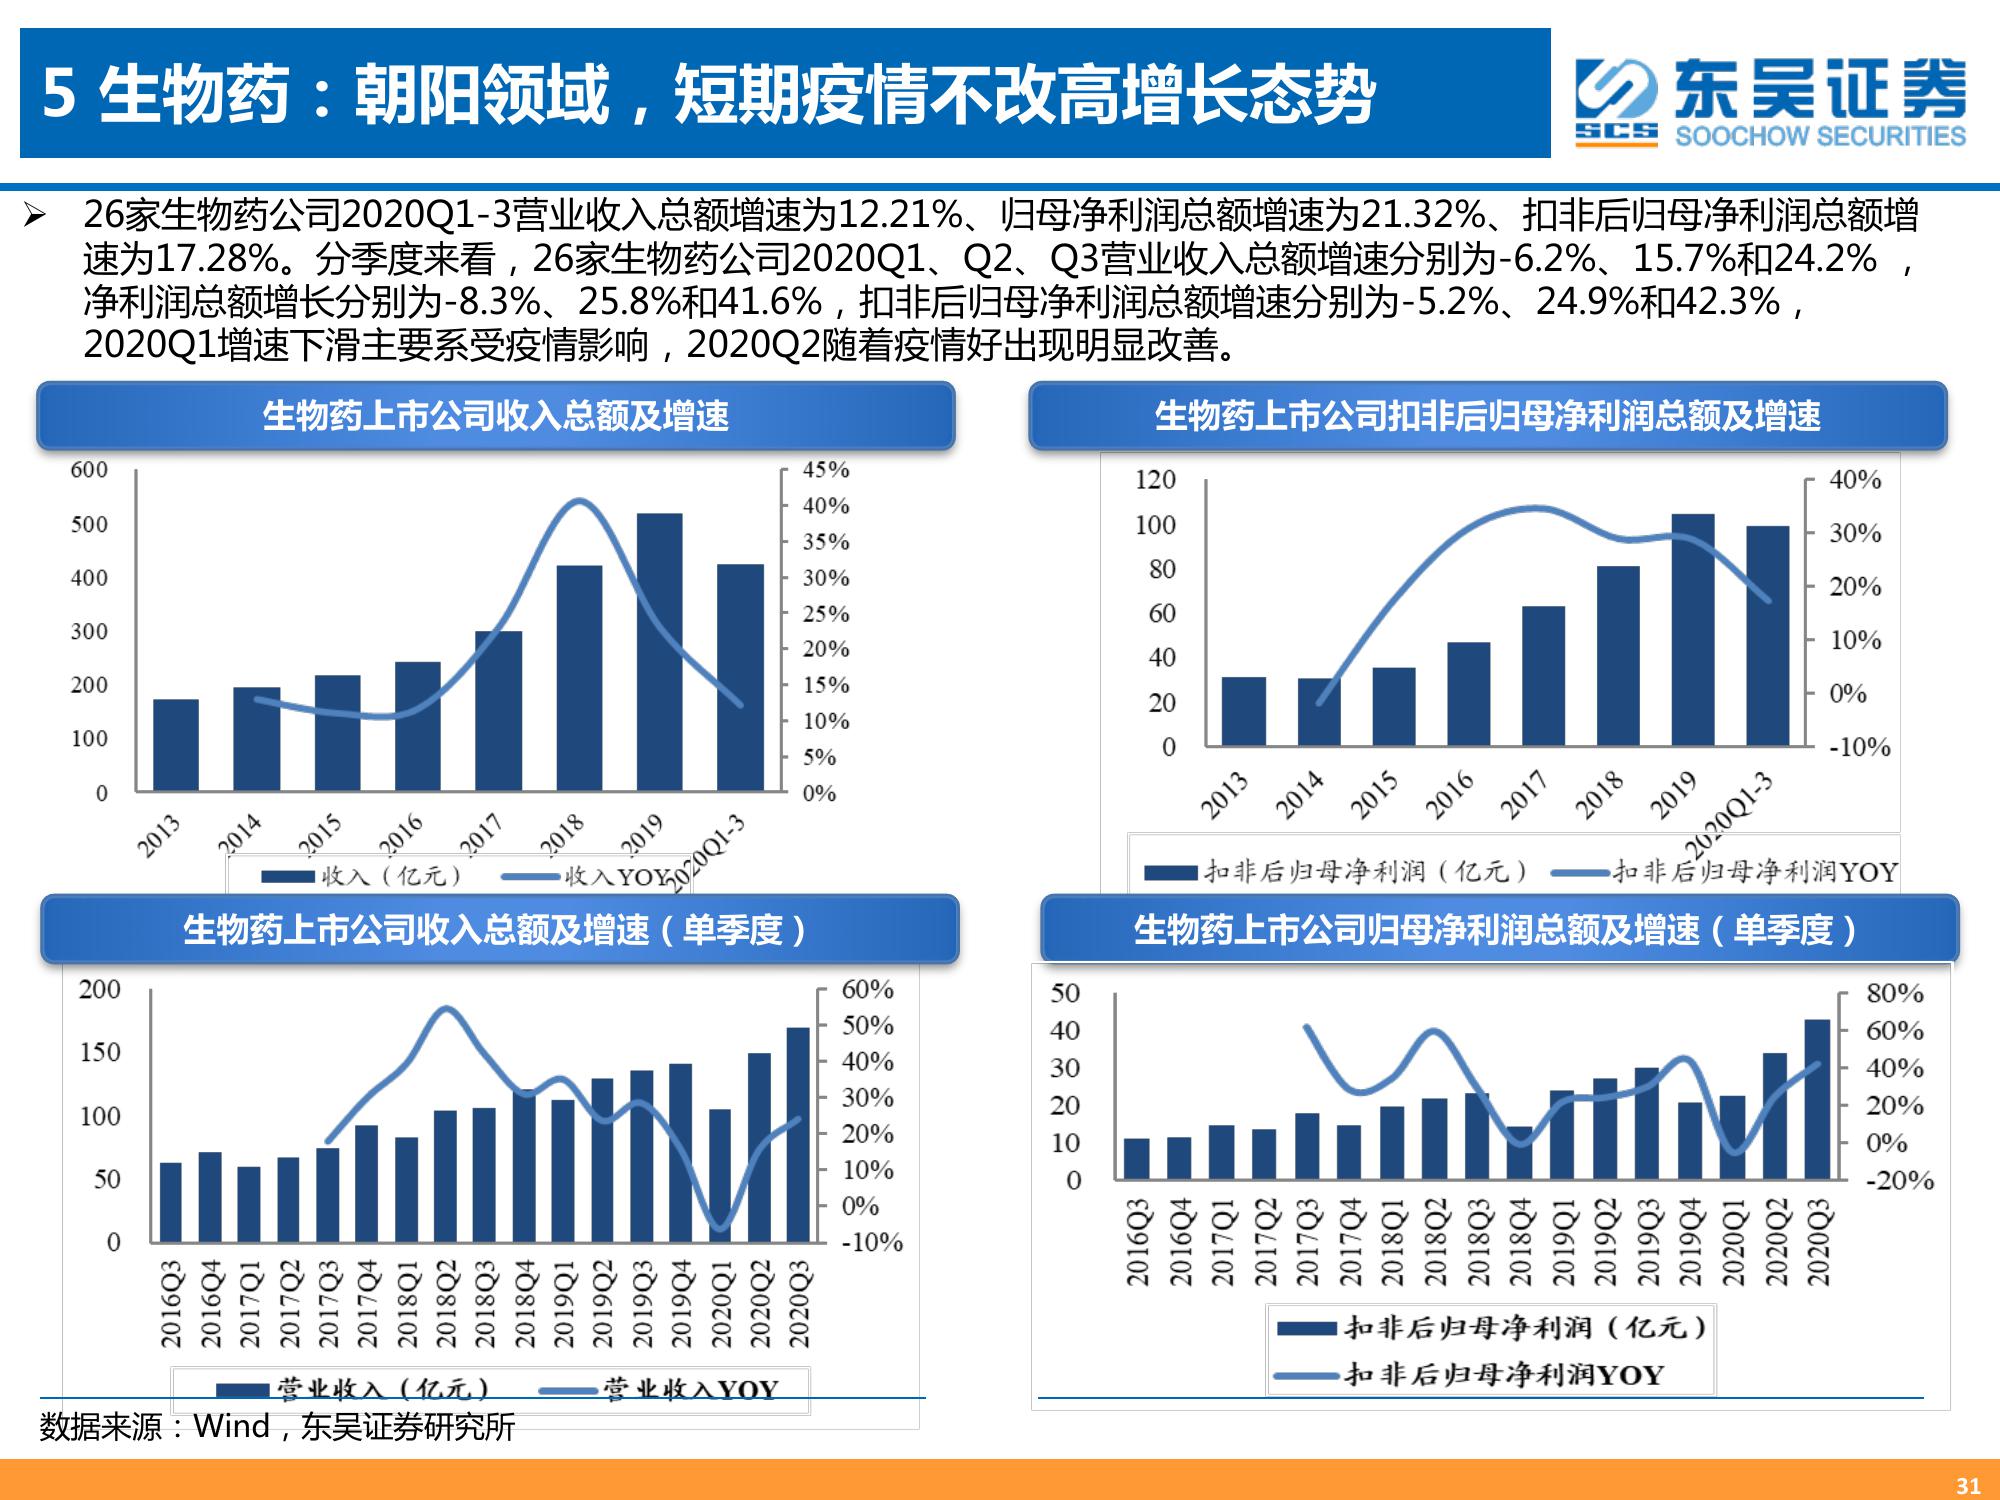 5 生物药：朝阳领域，短期疫情不改高增长态势
东吴证券
SCS
SOOCHOW SECURITIES
➢ 26家生物药公司2020Q1-3营业收入总额增速为12.21%、归母净利润总额增速为21.32%、扣非后归母净利润总额增
速为17.28%。分季度来看，26家生物药公司2020Q1、Q2、Q3营业收入总额增速分别为-6.2%、15.7%和24.2%，
净利润总额增长分别为-8.3%、25.8%和41.6%，扣非后归母净利润总额增速分别为-5.2%、24.9%和42.3%，
2020Q1增速下滑主要系受疫情影响，2020Q2随着疫情好出现明显改善。
生物药上市公司收入总额及增速
600
500
400
300
200
100
0
45%
40%
35%
30%
25%
20%
15%
10%
5%
0%
2013 2014 2015 2016 2017 2018 2019 2020Q1-3
收入（亿元） 收入YOY
生物药上市公司扣非后归母净利润总额及增速
120
100
80
60
40
20
0
40%
30%
20%
10%
0%
-10%
2013 2014 2015 2016 2017 2018 2019 2020Q1-3
扣非后归母净利润（亿元） 扣非后归母净利润YOY
生物药上市公司收入总额及增速（单季度）
200
150
100
50
0
60%
50%
40%
30%
20%
10%
0%
-10%
2016Q3 2016Q4 2017Q1 2017Q2 2017Q3 2017Q4 2018Q1 2018Q2 2018Q3 2018Q4 2019Q1 2019Q2 2019Q3 2019Q4 2020Q1 2020Q2 2020Q3
营业收入（亿元） 营业收入YOY
生物药上市公司归母净利润总额及增速（单季度）
50
40
30
20
10
0
80%
60%
40%
20%
0%
-20%
2016Q3 2016Q4 2017Q1 2017Q2 2017Q3 2017Q4 2018Q1 2018Q2 2018Q3 2018Q4 2019Q1 2019Q2 2019Q3 2019Q4 2020Q1 2020Q2 2020Q3
扣非后归母净利润（亿元）
扣非后归母净利润YOY
数据来源：Wind，东吴证券研究所
31